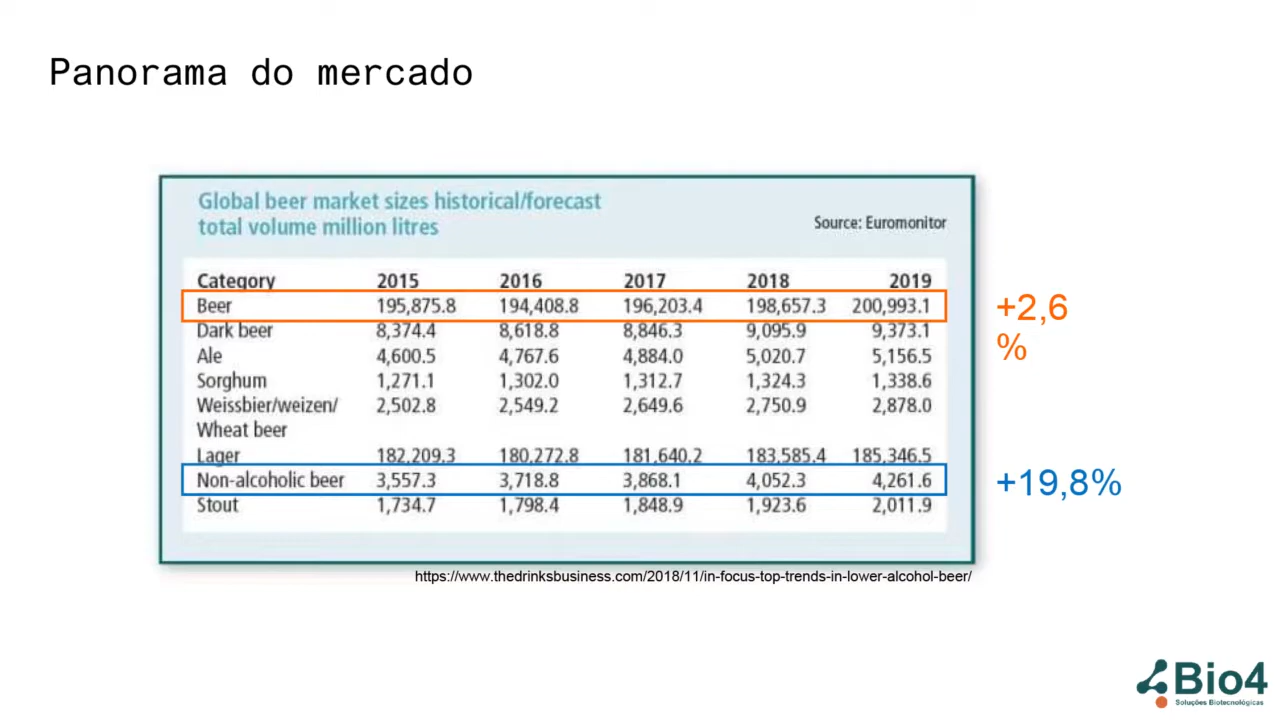 Panorama do mercado
Global beer market sizes historical/forecast
total volume million litres
Source: Euromonitor
Category 2015 2016 2017 2018 2019
Beer 195,875.8 194,408.8 196,203.4 198,657.3 200,993.1
+2,6
%
Dark beer 8,374.4 8,618.8 8,846.3 9,095.9 9,373.1
Ale 4,600.5 4,767.6 4,884.0 5,020.7 5,156.5
Sorghum 1,271.1 1,302.0 1,312.7 1,324.3 1,338.6
Weissbier/weizen/ 2,502.8 2,549.2 2,649.6 2,750.9 2,878.0
Wheat beer
Lager 182,209.3 180,272.8 181,640.2 183,585.4 185,346.5
Non-alcoholic beer 3,557.3 3,718.8 3,868.1 4,052.3 4,261.6
+19,8%
Stout 1,734.7 1,798.4 1,848.9 1,923.6 2,011.9
https://www.thedrinksbusiness.com/2018/11/in-focus-top-trends-in-lower-alcohol-beer/
Bio4
Soluções Biotecnológicas